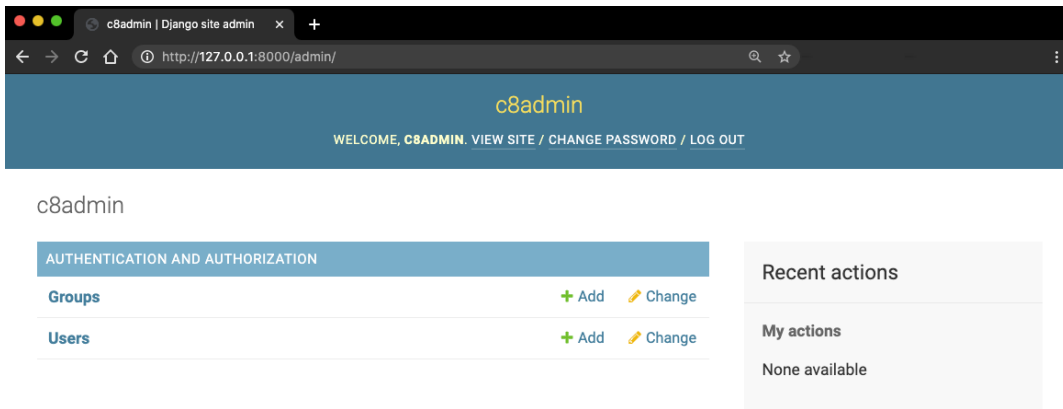 c8admin | Django site admin
http://127.0.0.1:8000/admin/
c8admin
WELCOME, C8ADMIN. VIEW SITE / CHANGE PASSWORD / LOG OUT
c8admin
AUTHENTICATION AND AUTHORIZATION
Groups Add Change
Users Add Change
Recent actions
My actions
None available